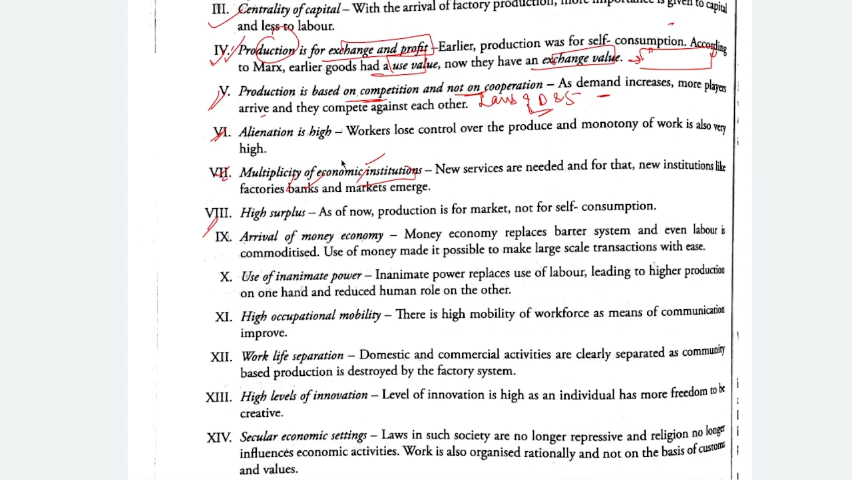 III. Centrality of capital – With the arrival of factory production, more importance is given to capital
and less to labour.
IV. Production is for exchange and profit – Earlier, production was for self- consumption. According
to Marx, earlier goods had a use value, now they have an exchange value.
V. Production is based on competition and not on cooperation – As demand increases, more players
arrive and they compete against each other. Laws of D & S
VI. Alienation is high – Workers lose control over the produce and monotony of work is also very
high.
VII. Multiplicity of economic institutions – New services are needed and for that, new institutions like
factories banks and markets emerge.
VIII. High surplus – As of now, production is for market, not for self- consumption.
IX. Arrival of money economy – Money economy replaces barter system and even labour is
commoditised. Use of money made it possible to make large scale transactions with ease.
X. Use of inanimate power – Inanimate power replaces use of labour, leading to higher production
on one hand and reduced human role on the other.
XI. High occupational mobility – There is high mobility of workforce as means of communication
improve.
XII. Work life separation – Domestic and commercial activities are clearly separated as community
based production is destroyed by the factory system.
XIII. High levels of innovation – Level of innovation is high as an individual has more freedom to be
creative.
XIV. Secular economic settings – Laws in such society are no longer repressive and religion no longer
influences economic activities. Work is also organised rationally and not on the basis of customs
and values.